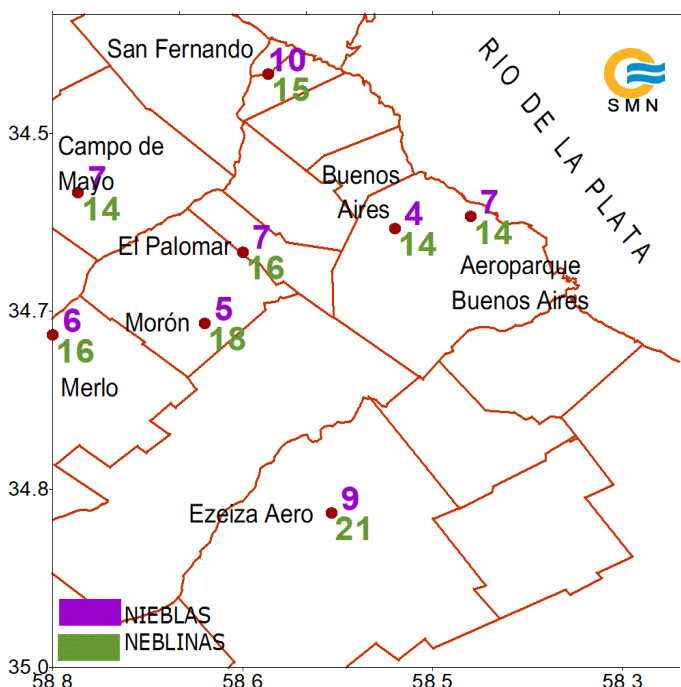 San Fernando
10
15
RIO DE LA PLATA
SMN
34.5
Campo de
Mayo
7
14
Buenos
Aires
4
14
7
14
El Palomar
7
16
Aeroparque
Buenos Aires
34.7
6
16
Morón
5
18
Merlo
34.8
Ezeiza Aero
9
21
NIEBLAS
NEBLINAS
35.0
58.8
58.6
58.5
58.3